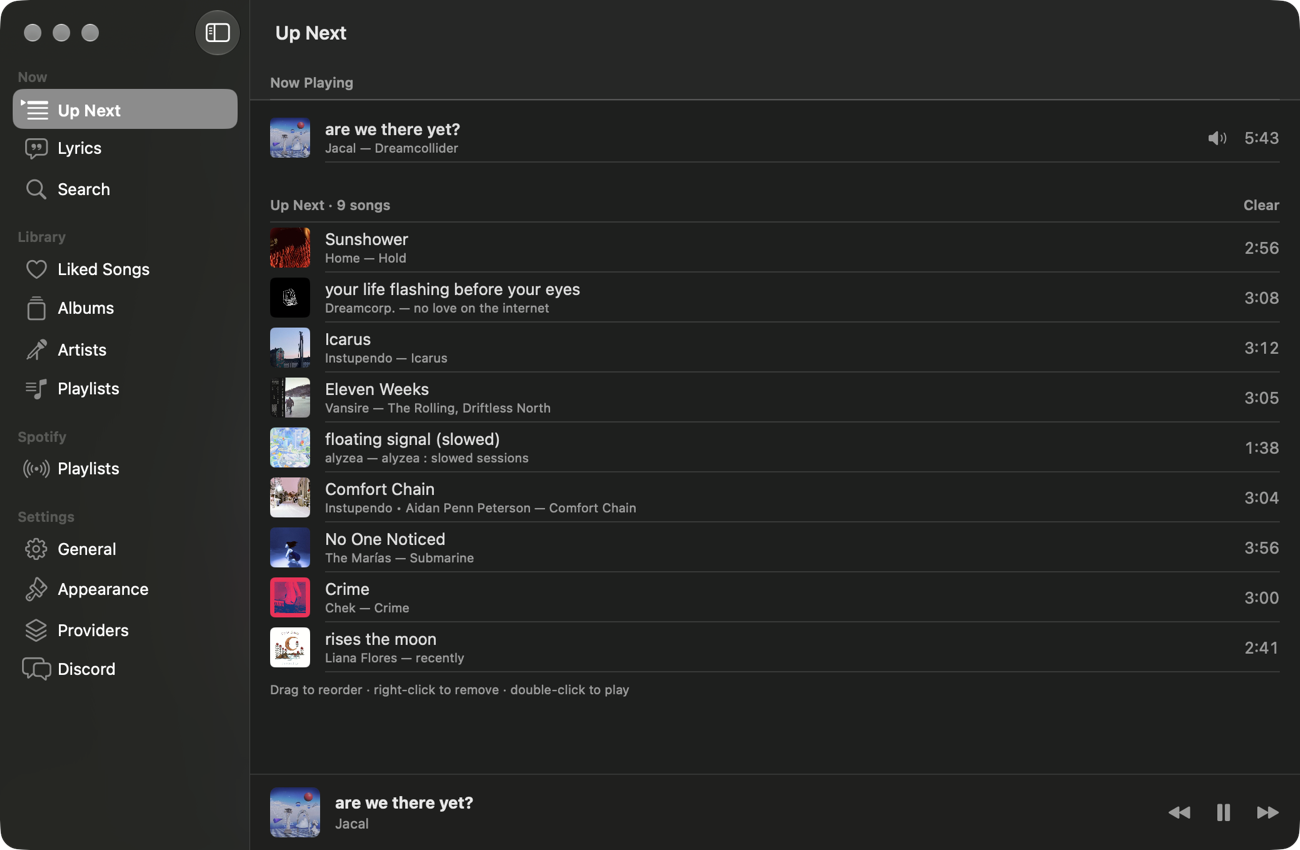 Up Next
Now
Up Next
Lyrics
Search
Library
Liked Songs
Albums
Artists
Playlists
Spotify
Playlists
Settings
General
Appearance
Providers
Discord
Now Playing
are we there yet?
Jacal — Dreamcollider
5:43
Up Next · 9 songs
Clear
Sunshower
Home — Hold
2:56
your life flashing before your eyes
Dreamcorp. — no love on the internet
3:08
Icarus
Instupendo — Icarus
3:12
Eleven Weeks
Vansire — The Rolling, Driftless North
3:05
floating signal (slowed)
alyzea — alyzea : slowed sessions
1:38
Comfort Chain
Instupendo • Aidan Penn Peterson — Comfort Chain
3:04
No One Noticed
The Marías — Submarine
3:56
Crime
Chek — Crime
3:00
rises the moon
Liana Flores — recently
2:41
Drag to reorder · right-click to remove · double-click to play
are we there yet?
Jacal